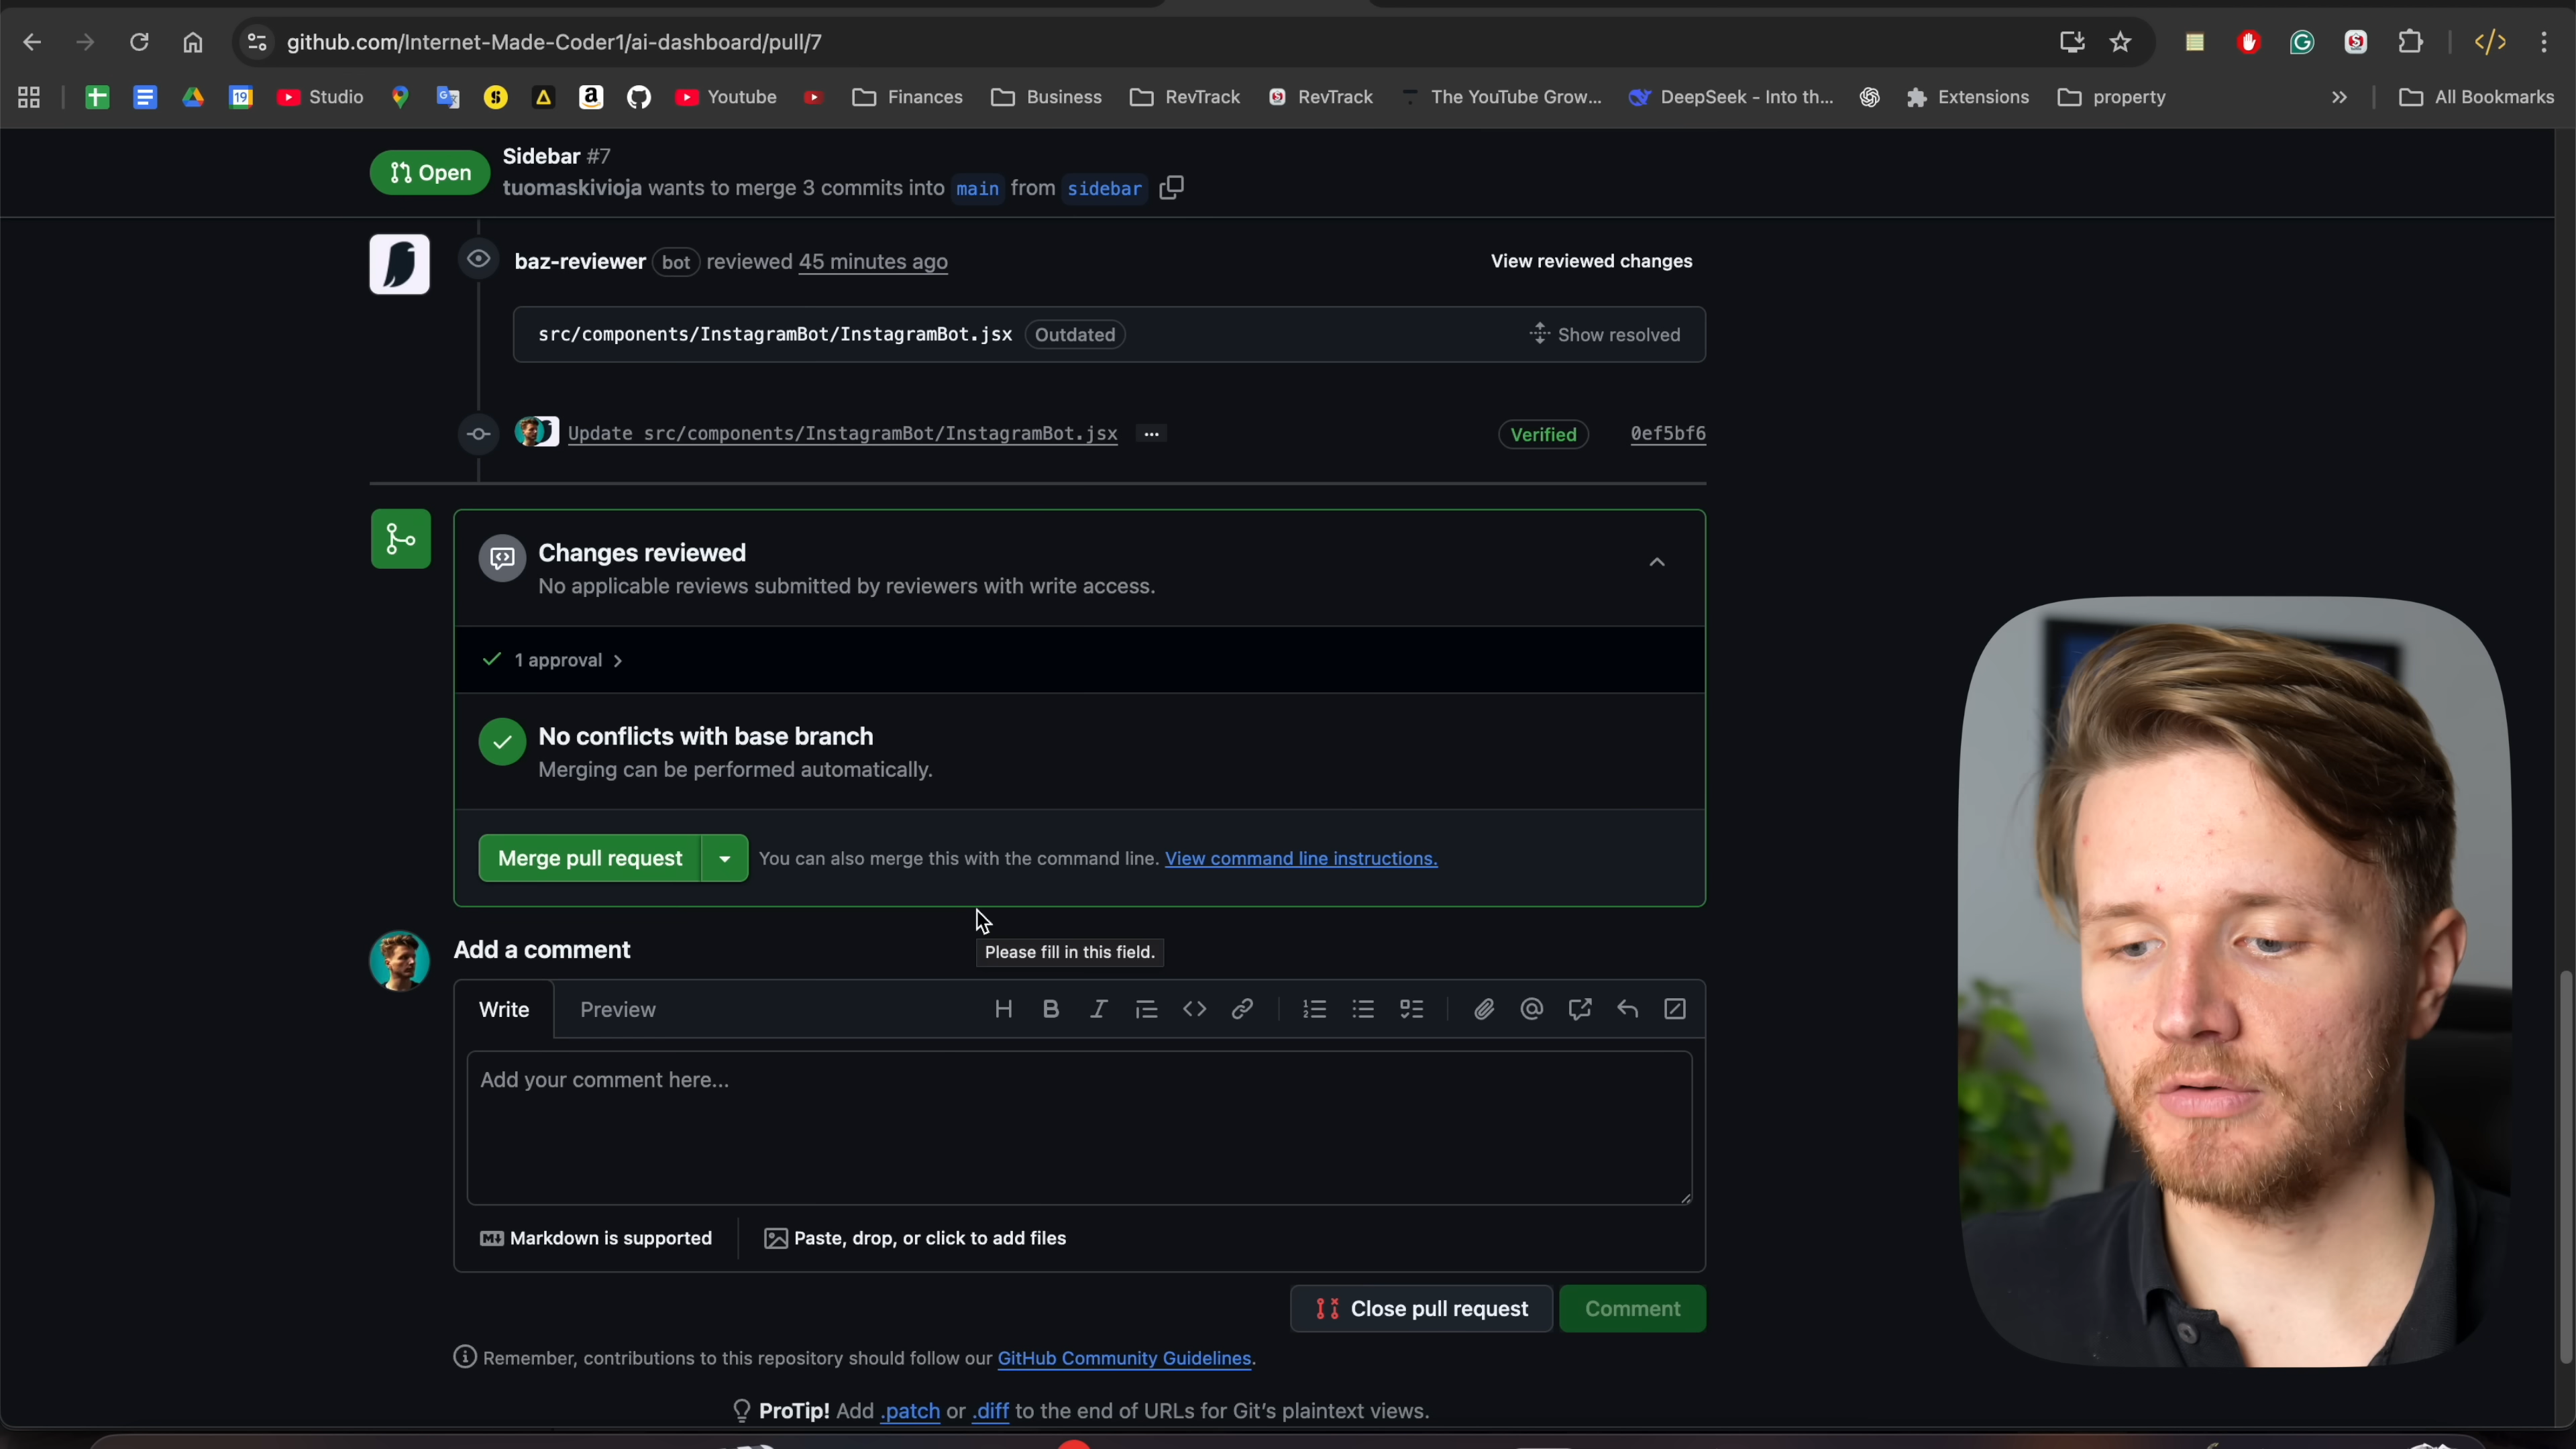 github.com/Internet-Made-Coder1/ai-dashboard/pull/7
19 Studio Youtube Finances Business RevTrack RevTrack The YouTube Grow... DeepSeek - Into th... Extensions property All Bookmarks
Open
Sidebar #7
tuomaskivioja wants to merge 3 commits into main from sidebar
baz-reviewer bot reviewed 45 minutes ago View reviewed changes
src/components/InstagramBot/InstagramBot.jsx Outdated Show resolved
Update src/components/InstagramBot/InstagramBot.jsx ... Verified 0ef5bf6
Changes reviewed
No applicable reviews submitted by reviewers with write access.
1 approval
No conflicts with base branch
Merging can be performed automatically.
Merge pull request You can also merge this with the command line. View command line instructions.
Add a comment
Please fill in this field.
Write Preview
Add your comment here...
Markdown is supported Paste, drop, or click to add files
Close pull request Comment
Remember, contributions to this repository should follow our GitHub Community Guidelines.
ProTip! Add .patch or .diff to the end of URLs for Git's plaintext views.